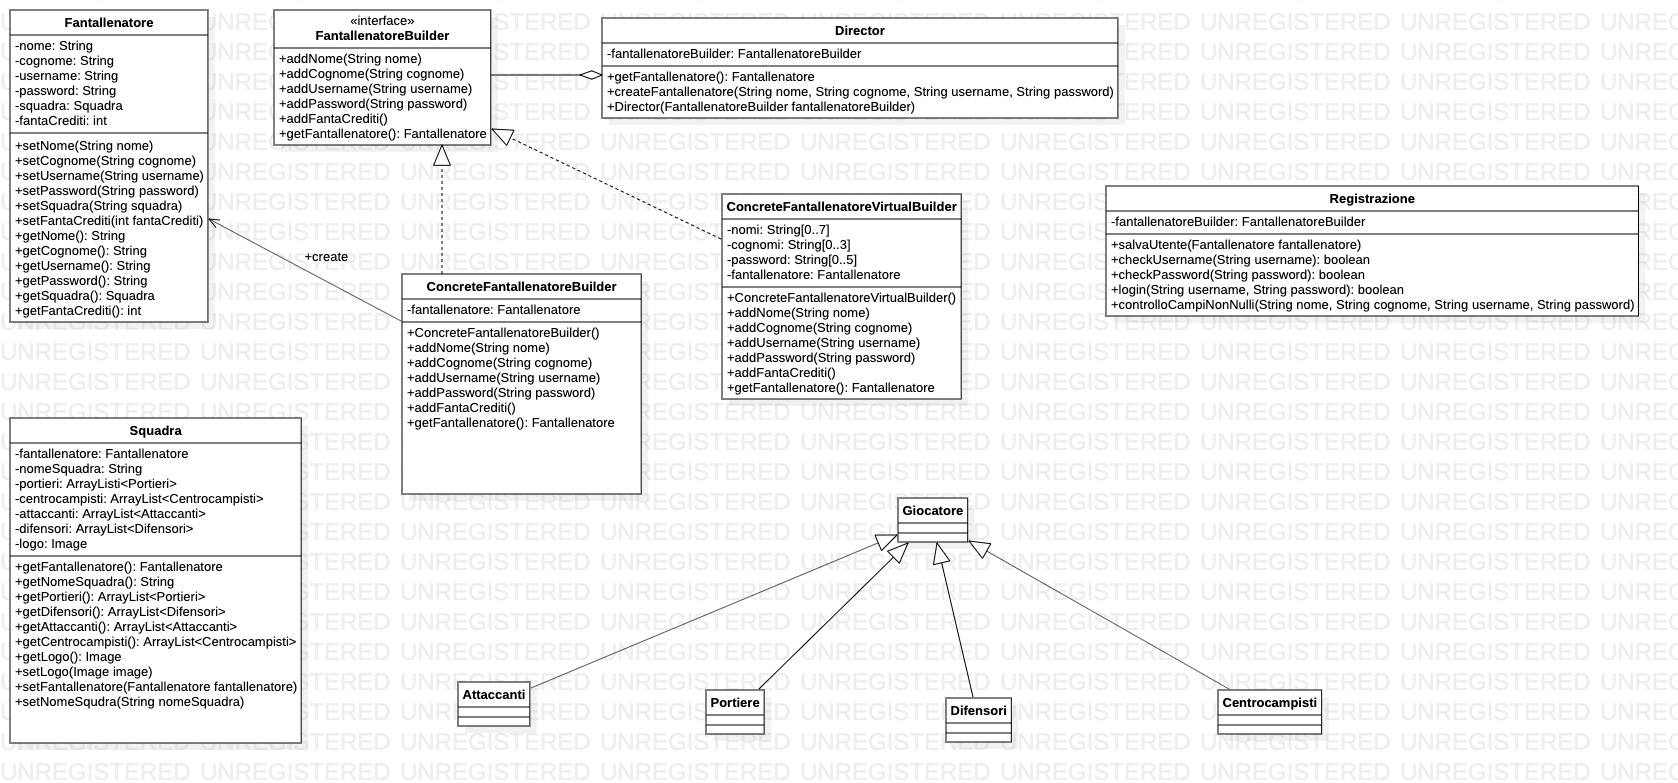 Fantallenatore
-nome: String
-cognome: String
-username: String
-password: String
-squadra: Squadra
-fantaCrediti: int
+setNome(String nome)
+setCognome(String cognome)
+setUsername(String username)
+setPassword(String password)
+setSquadra(String squadra)
+setFantaCrediti(int fantaCrediti)
+getNome(): String
+getCognome(): String
+getUsername(): String
+getPassword(): String
+getSquadra(): Squadra
+getFantaCrediti(): int
«interface»
FantallenatoreBuilder
+addNome(String nome)
+addCognome(String cognome)
+addUsername(String username)
+addPassword(String password)
+addFantaCrediti()
+getFantallenatore(): Fantallenatore
Director
-fantallenatoreBuilder: FantallenatoreBuilder
+getFantallenatore(): Fantallenatore
+createFantallenatore(String nome, String cognome, String username, String password)
+Director(FantallenatoreBuilder fantallenatoreBuilder)
+create
ConcreteFantallenatoreBuilder
-fantallenatore: Fantallenatore
+ConcreteFantallenatoreBuilder()
+addNome(String nome)
+addCognome(String cognome)
+addUsername(String username)
+addPassword(String password)
+addFantaCrediti()
+getFantallenatore(): Fantallenatore
ConcreteFantallenatoreVirtualBuilder
-nomi: String[0..7]
-cognomi: String[0..3]
-password: String[0..5]
-fantallenatore: Fantallenatore
+ConcreteFantallenatoreVirtualBuilder()
+addNome(String nome)
+addCognome(String cognome)
+addUsername(String username)
+addPassword(String password)
+addFantaCrediti()
+getFantallenatore(): Fantallenatore
Registrazione
-fantallenatoreBuilder: FantallenatoreBuilder
+salvaUtente(Fantallenatore fantallenatore)
+checkUsername(String username): boolean
+checkPassword(String password): boolean
+login(String username, String password): boolean
+controlloCampiNonNulli(String nome, String cognome, String username, String password)
Squadra
-fantallenatore: Fantallenatore
-nomeSquadra: String
-portieri: ArrayListi<Portieri>
-centrocampisti: ArrayList<Centrocampisti>
-attaccanti: ArrayList<Attaccanti>
-difensori: ArrayList<Difensori>
-logo: Image
+getFantallenatore(): Fantallenatore
+getNomeSquadra(): String
+getPortieri(): ArrayList<Portieri>
+getDifensori(): ArrayList<Difensori>
+getAttaccanti(): ArrayList<Attaccanti>
+getCentrocampisti(): ArrayList<Centrocampisti>
+getLogo(): Image
+setLogo(Image image)
+setFantallenatore(Fantallenatore fantallenatore)
+setNomeSqudra(String nomeSquadra)
Giocatore
Attaccanti
Portiere
Difensori
Centrocampisti